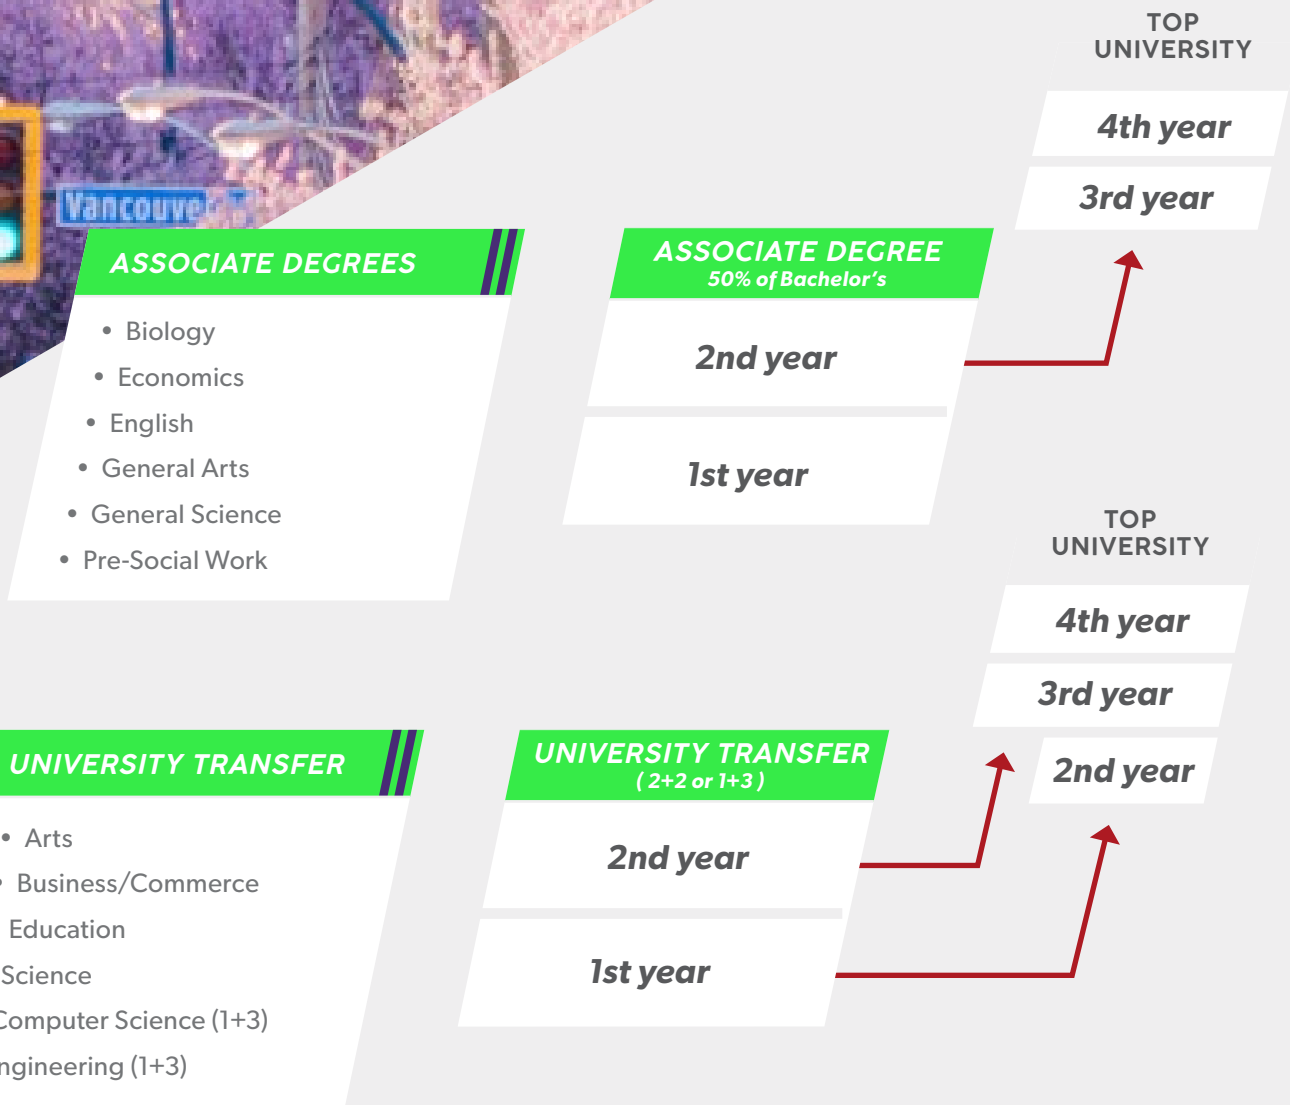 TOP
UNIVERSITY
4th year
3rd year
Vancouve
ASSOCIATE DEGREES
• Biology
• Economics
• English
• General Arts
• General Science
• Pre-Social Work
ASSOCIATE DEGREE
50% of Bachelor's
2nd year
1st year
TOP
UNIVERSITY
4th year
3rd year
2nd year
UNIVERSITY TRANSFER
• Arts
• Business/Commerce
Education
Science
Computer Science (1+3)
ngineering (1+3)
UNIVERSITY TRANSFER
( 2+2 or 1+3 )
2nd year
1st year